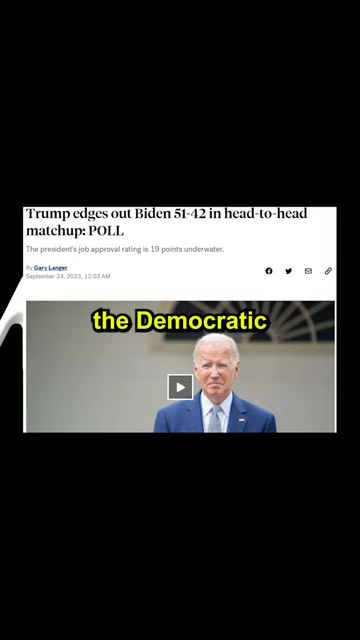 Trump edges out Biden 51-42 in head-to-head
matchup: POLL
The president's job approval rating is 19 points underwater.
By Gary Langer
September 24, 2023, 12:03 AM
the Democratic